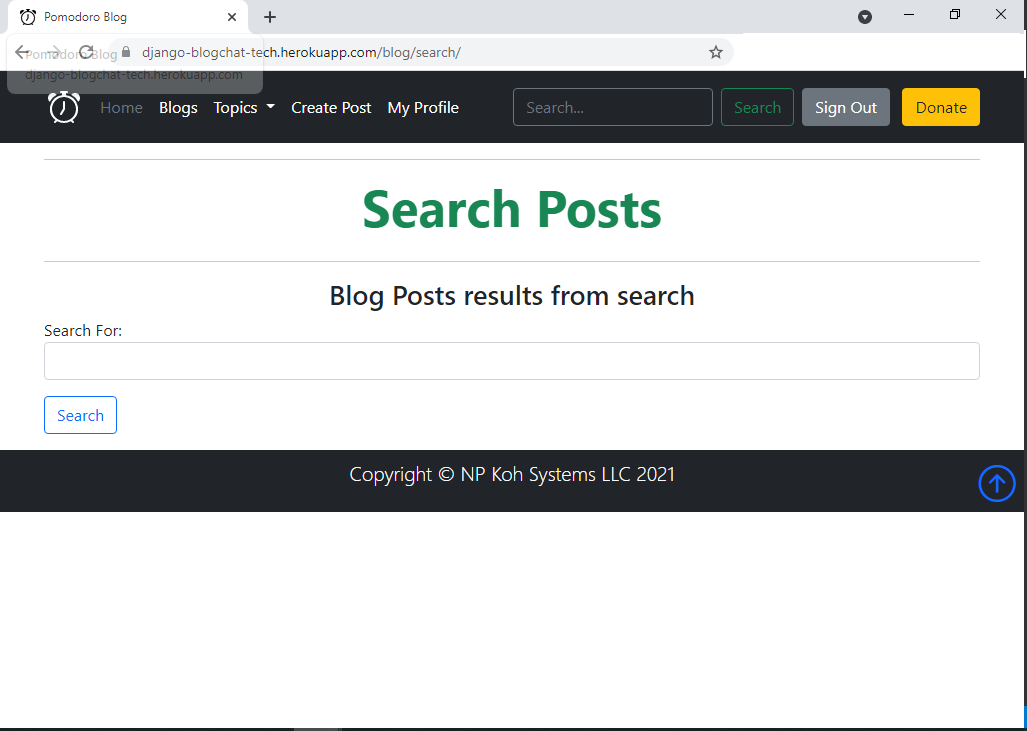 Pomodoro Blog
django-blogchat-tech.herokuapp.com/blog/search/
Pomodoro Blog
django-blogchat-tech.herokuapp.com
Home Blogs Topics Create Post My Profile Search... Search Sign Out Donate
Search Posts
Blog Posts results from search
Search For:
Search
Copyright © NP Koh Systems LLC 2021